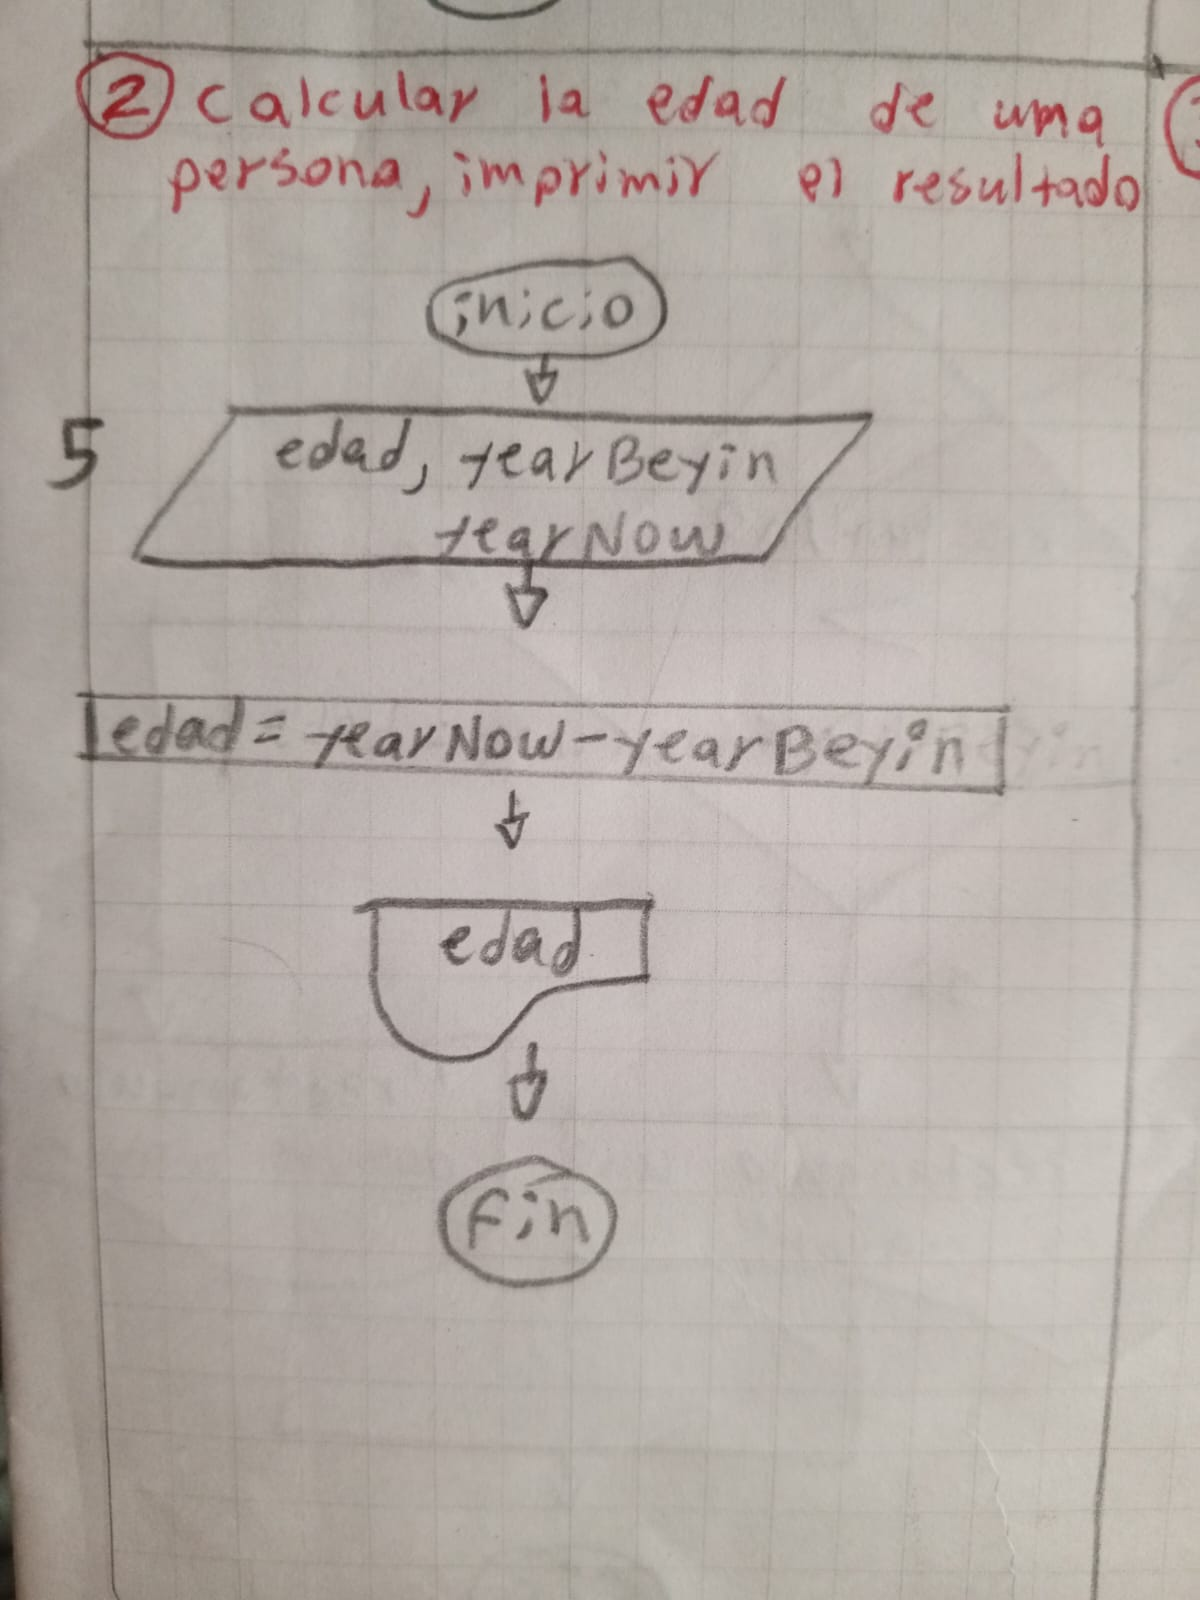 2 calcular la edad de uma
persona, imprimir el resultado
inicio
5
edad, yearBeyin
yearNow
edad = yearNow - yearBeyin
edad
Fin